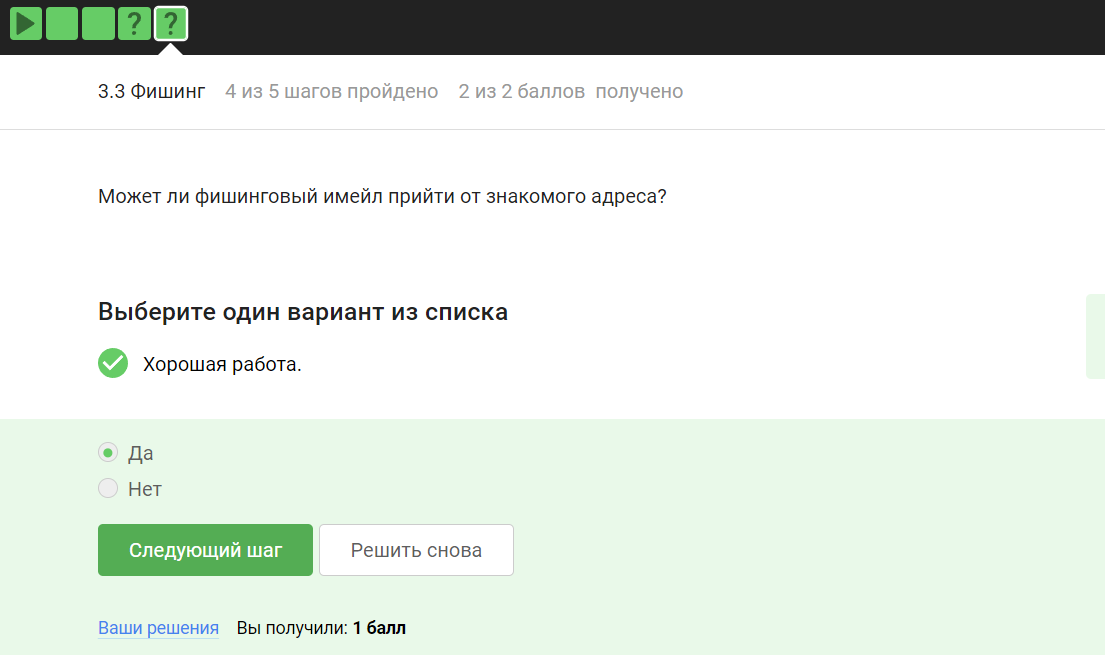 ? ?
3.3 Фишинг 4 из 5 шагов пройдено 2 из 2 баллов получено
Может ли фишинговый имейл прийти от знакомого адреса?
Выберите один вариант из списка
Хорошая работа.
Да
Нет
Следующий шаг Решить снова
Ваши решения Вы получили: 1 балл